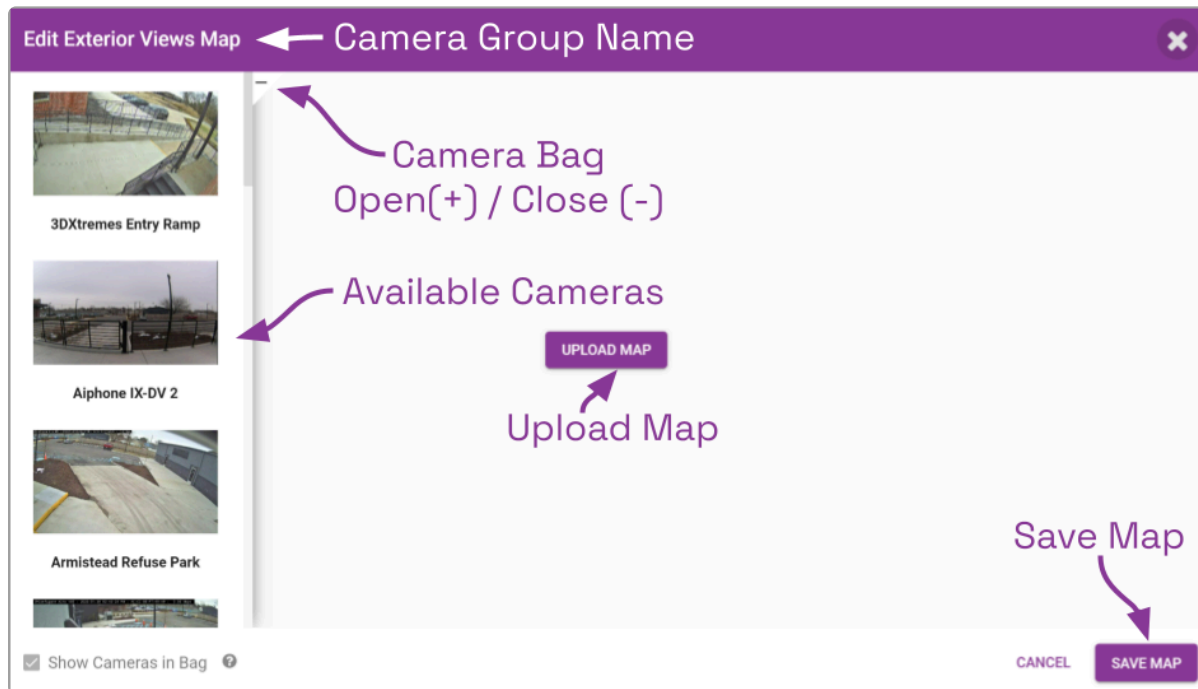 Edit Exterior Views Map
Camera Group Name
Camera Bag
Open(+) / Close (-)
3DXtremes Entry Ramp
Available Cameras
Aiphone IX-DV 2
UPLOAD MAP
Upload Map
Armistead Refuse Park
Save Map
Show Cameras in Bag
CANCEL
SAVE MAP